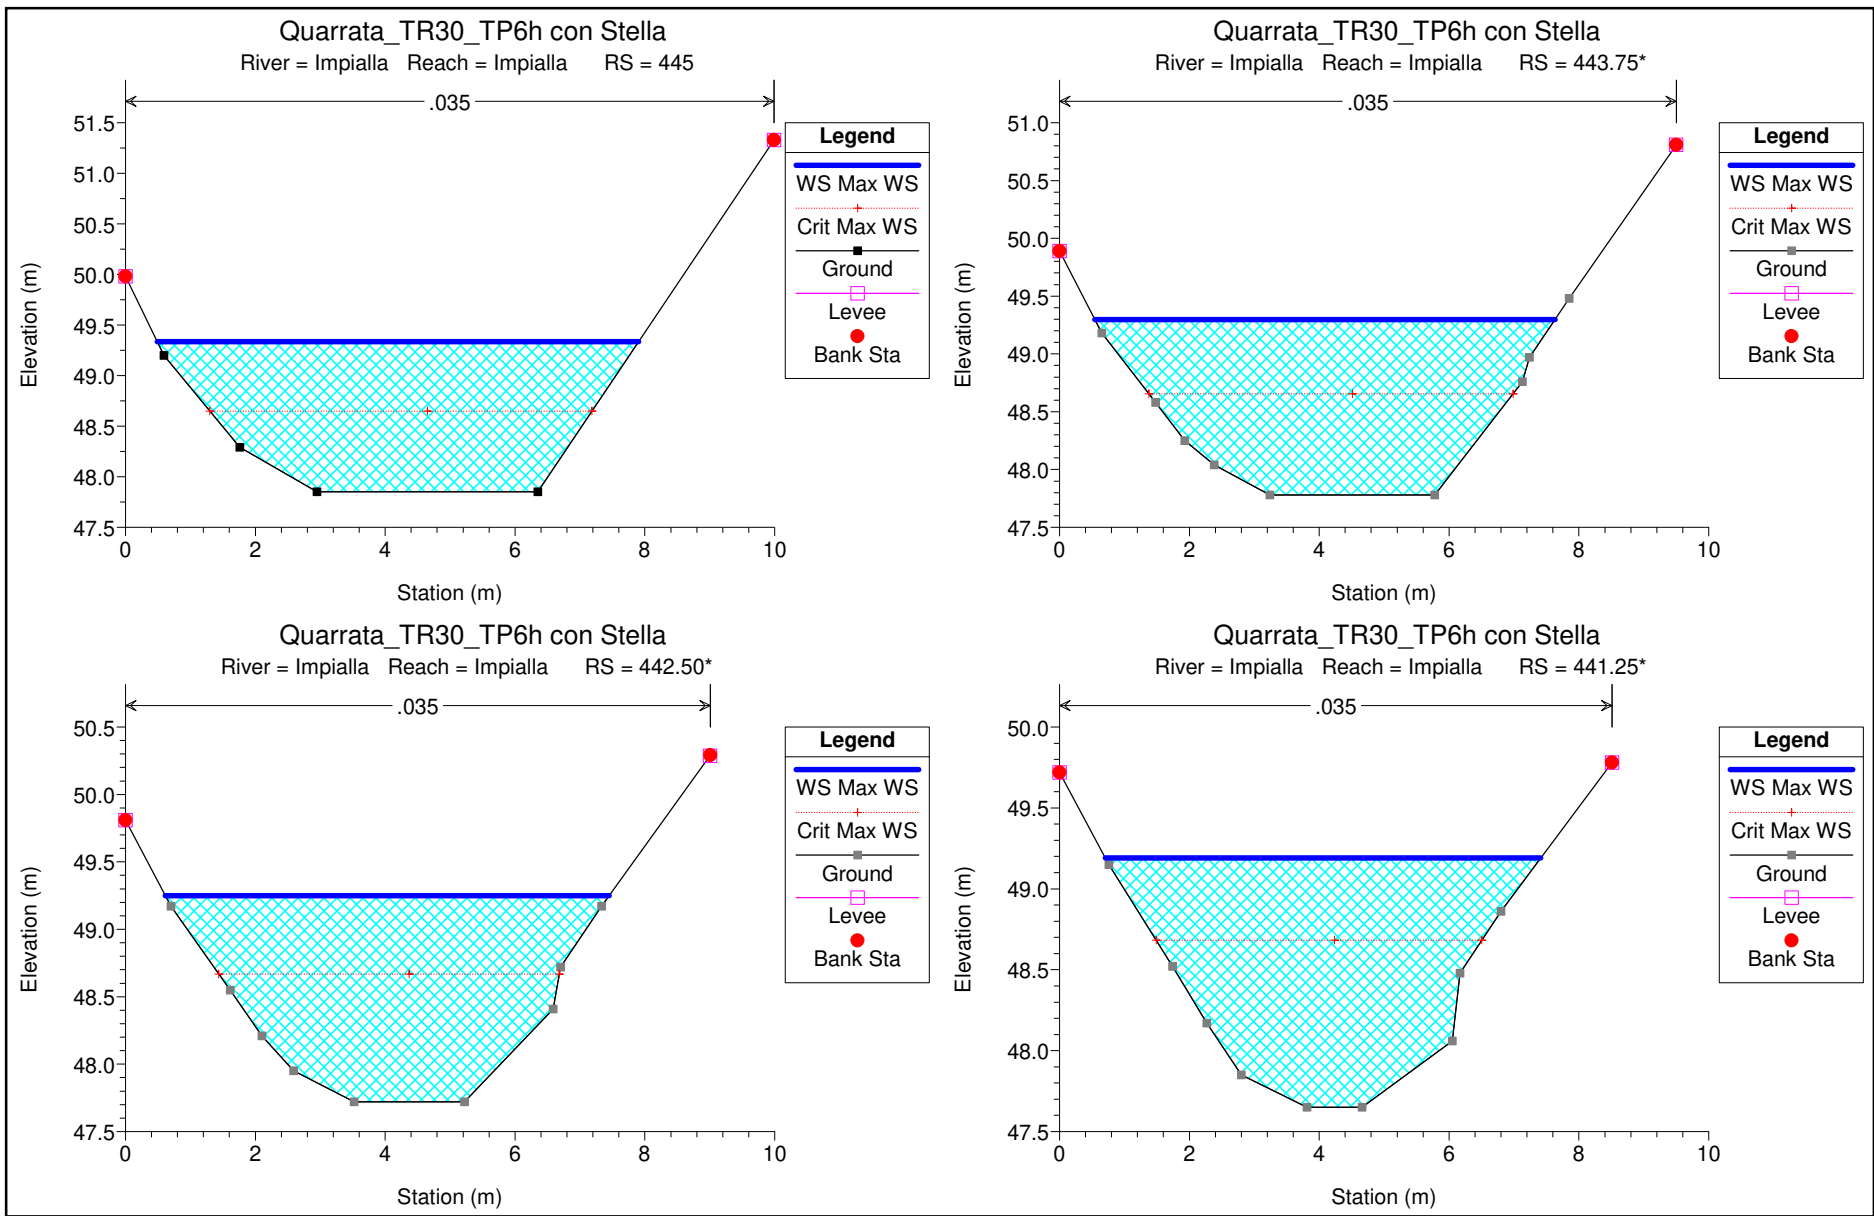 Quarrata_TR30_TP6h con Stella
River = Impialla Reach = Impialla RS = 445
.035
51.5
51.0
50.5
50.0
49.5
49.0
48.5
48.0
47.5
0 2 4 6 8 10
Elevation (m)
Station (m)
Legend
WS Max WS
Crit Max WS
Ground
Levee
Bank Sta
Quarrata_TR30_TP6h con Stella
River = Impialla Reach = Impialla RS = 443.75*
.035
51.0
50.5
50.0
49.5
49.0
48.5
48.0
47.5
0 2 4 6 8 10
Elevation (m)
Station (m)
Legend
WS Max WS
Crit Max WS
Ground
Levee
Bank Sta
Quarrata_TR30_TP6h con Stella
River = Impialla Reach = Impialla RS = 442.50*
.035
50.5
50.0
49.5
49.0
48.5
48.0
47.5
0 2 4 6 8 10
Elevation (m)
Station (m)
Legend
WS Max WS
Crit Max WS
Ground
Levee
Bank Sta
Quarrata_TR30_TP6h con Stella
River = Impialla Reach = Impialla RS = 441.25*
.035
50.0
49.5
49.0
48.5
48.0
47.5
0 2 4 6 8 10
Elevation (m)
Station (m)
Legend
WS Max WS
Crit Max WS
Ground
Levee
Bank Sta